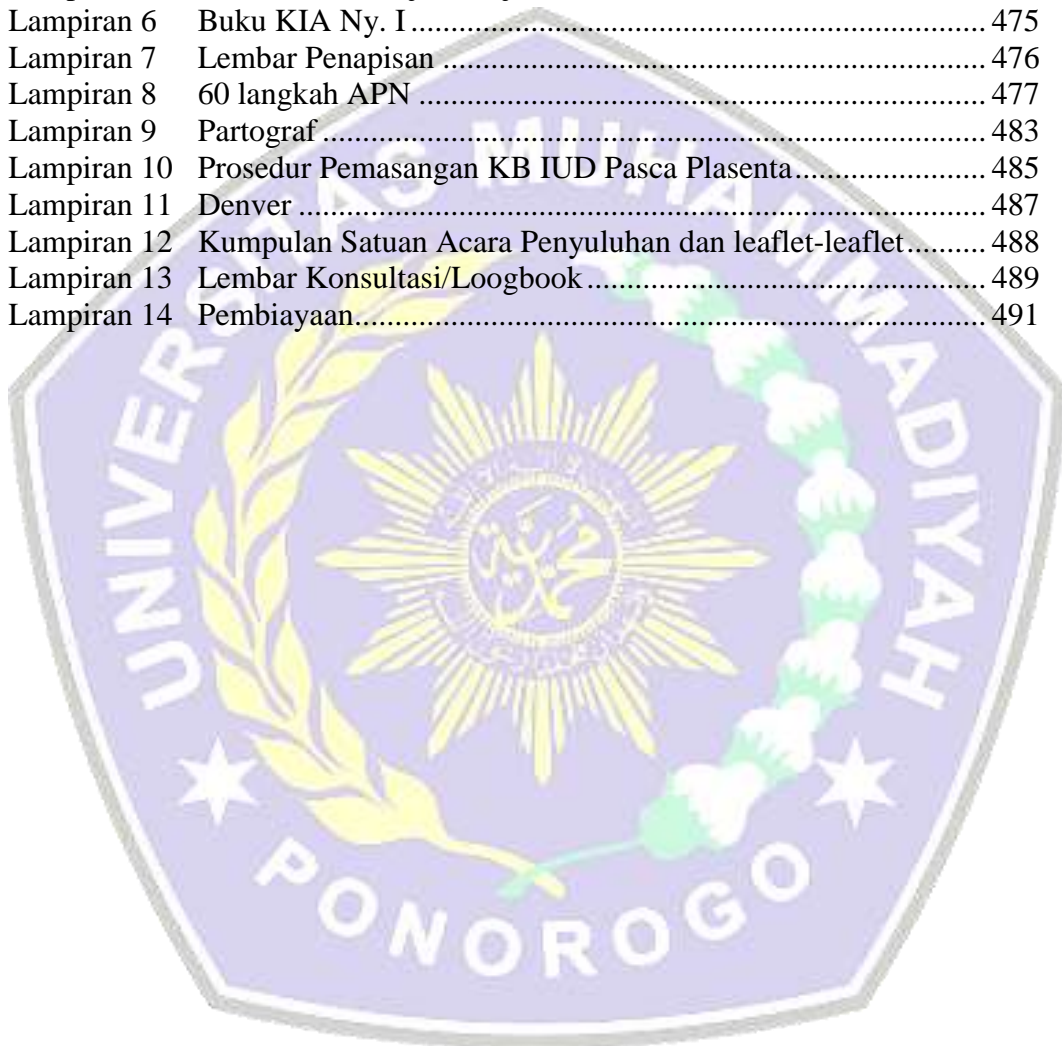 Lampiran 6 Buku KIA Ny. I ........................................................................ 475
Lampiran 7 Lembar Penapisan .................................................................... 476
Lampiran 8 60 langkah APN ....................................................................... 477
Lampiran 9 Partograf ................................................................................... 483
Lampiran 10 Prosedur Pemasangan KB IUD Pasca Plasenta ........................ 485
Lampiran 11 Denver ...................................................................................... 487
Lampiran 12 Kumpulan Satuan Acara Penyuluhan dan leaflet-leaflet .......... 488
Lampiran 13 Lembar Konsultasi/Loogbook .................................................. 489
Lampiran 14 Pembiayaan ............................................................................... 491
UNIVERSITAS MUHAMMADIYAH
PONOROGO